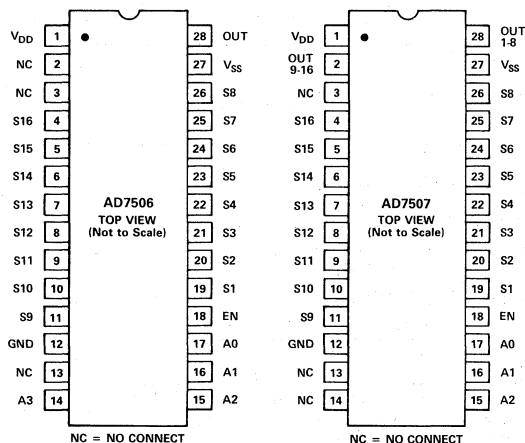 VDD 1 28 OUT
NC 2 27 VSS
NC 3 26 S8
S16 4 25 S7
S15 5 24 S6
S14 6 23 S5
S13 7 22 S4
S12 8 21 S3
S11 9 20 S2
S10 10 19 S1
S9 11 18 EN
GND 12 17 A0
NC 13 16 A1
A3 14 15 A2
AD7506
TOP VIEW
(Not to Scale)
NC = NO CONNECT
VDD 1 28 OUT 1-8
OUT 9-16 2 27 VSS
NC 3 26 S8
S16 4 25 S7
S15 5 24 S6
S14 6 23 S5
S13 7 22 S4
S12 8 21 S3
S11 9 20 S2
S10 10 19 S1
S9 11 18 EN
GND 12 17 A0
NC 13 16 A1
NC 14 15 A2
AD7507
TOP VIEW
(Not to Scale)
NC = NO CONNECT